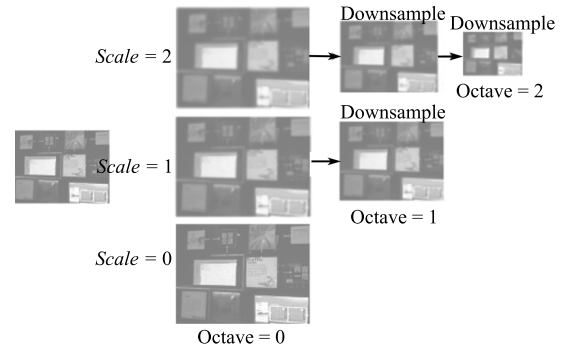 Downsample
Downsample
Scale = 2
Octave = 2
Downsample
Scale = 1
Octave = 1
Scale = 0
Octave = 0